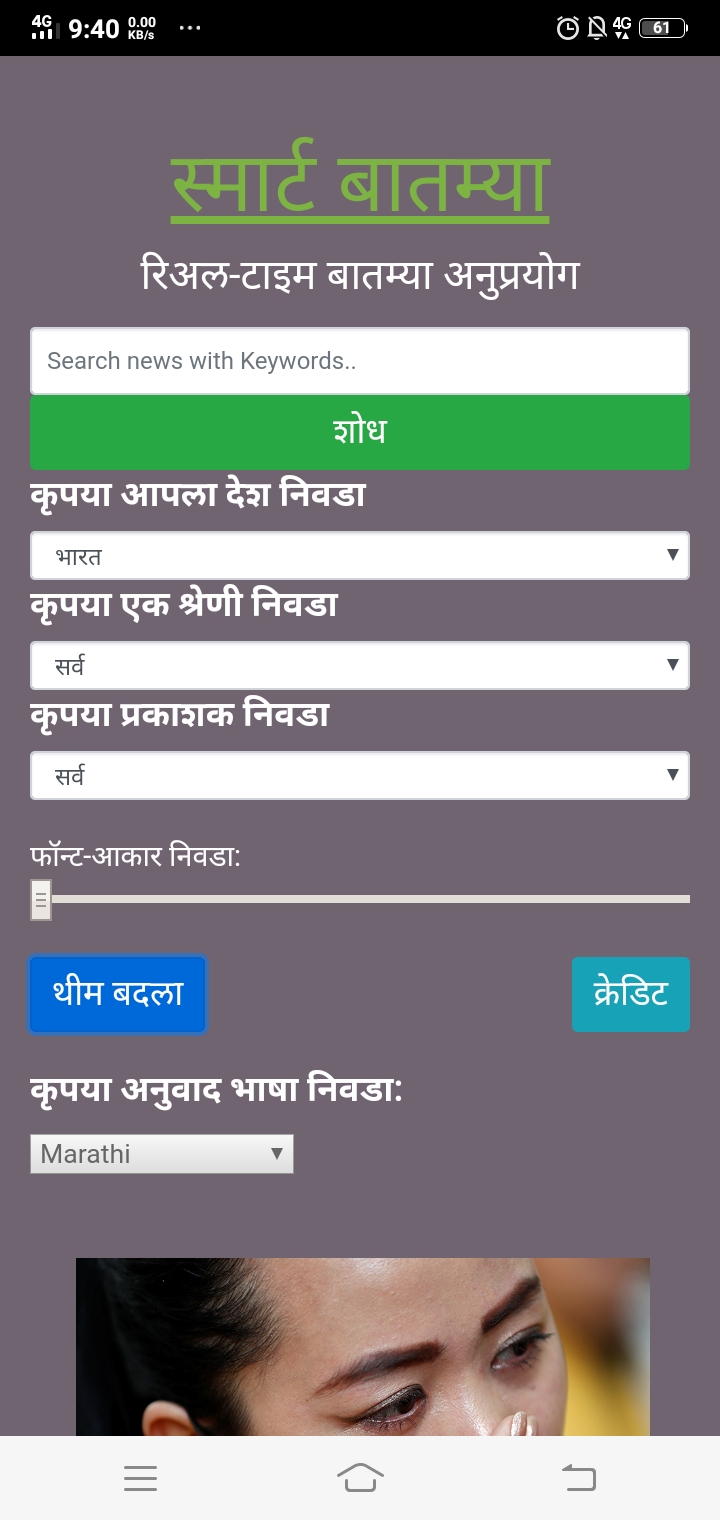 4G 9:40 0.00 KB/s ... 4G 61
स्मार्ट बातम्या
रिअल-टाइम बातम्या अनुप्रयोग
Search news with Keywords..
शोध
कृपया आपला देश निवडा
भारत
कृपया एक श्रेणी निवडा
सर्व
कृपया प्रकाशक निवडा
सर्व
फॉन्ट-आकार निवडा:
थीम बदला क्रेडिट
कृपया अनुवाद भाषा निवडा:
Marathi